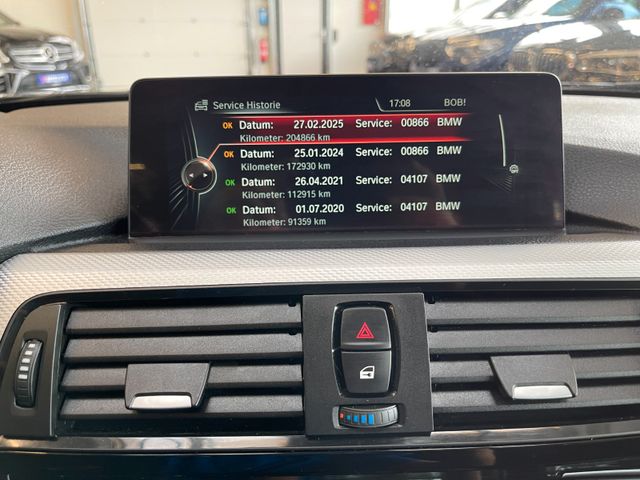 Service Historie 17:08 BOB!
OK Datum: 27.02.2025 Service: 00866 BMW
Kilometer: 204866 km
OK Datum: 25.01.2024 Service: 00866 BMW
Kilometer: 172930 km
OK Datum: 26.04.2021 Service: 04107 BMW
Kilometer: 112915 km
OK Datum: 01.07.2020 Service: 04107 BMW
Kilometer: 91359 km